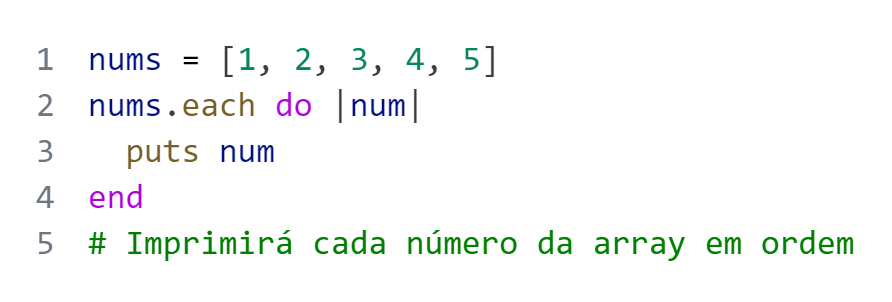 1 nums = [1, 2, 3, 4, 5]
2 nums.each do |num|
3   puts num
4 end
5 # Imprimirá cada número da array em ordem